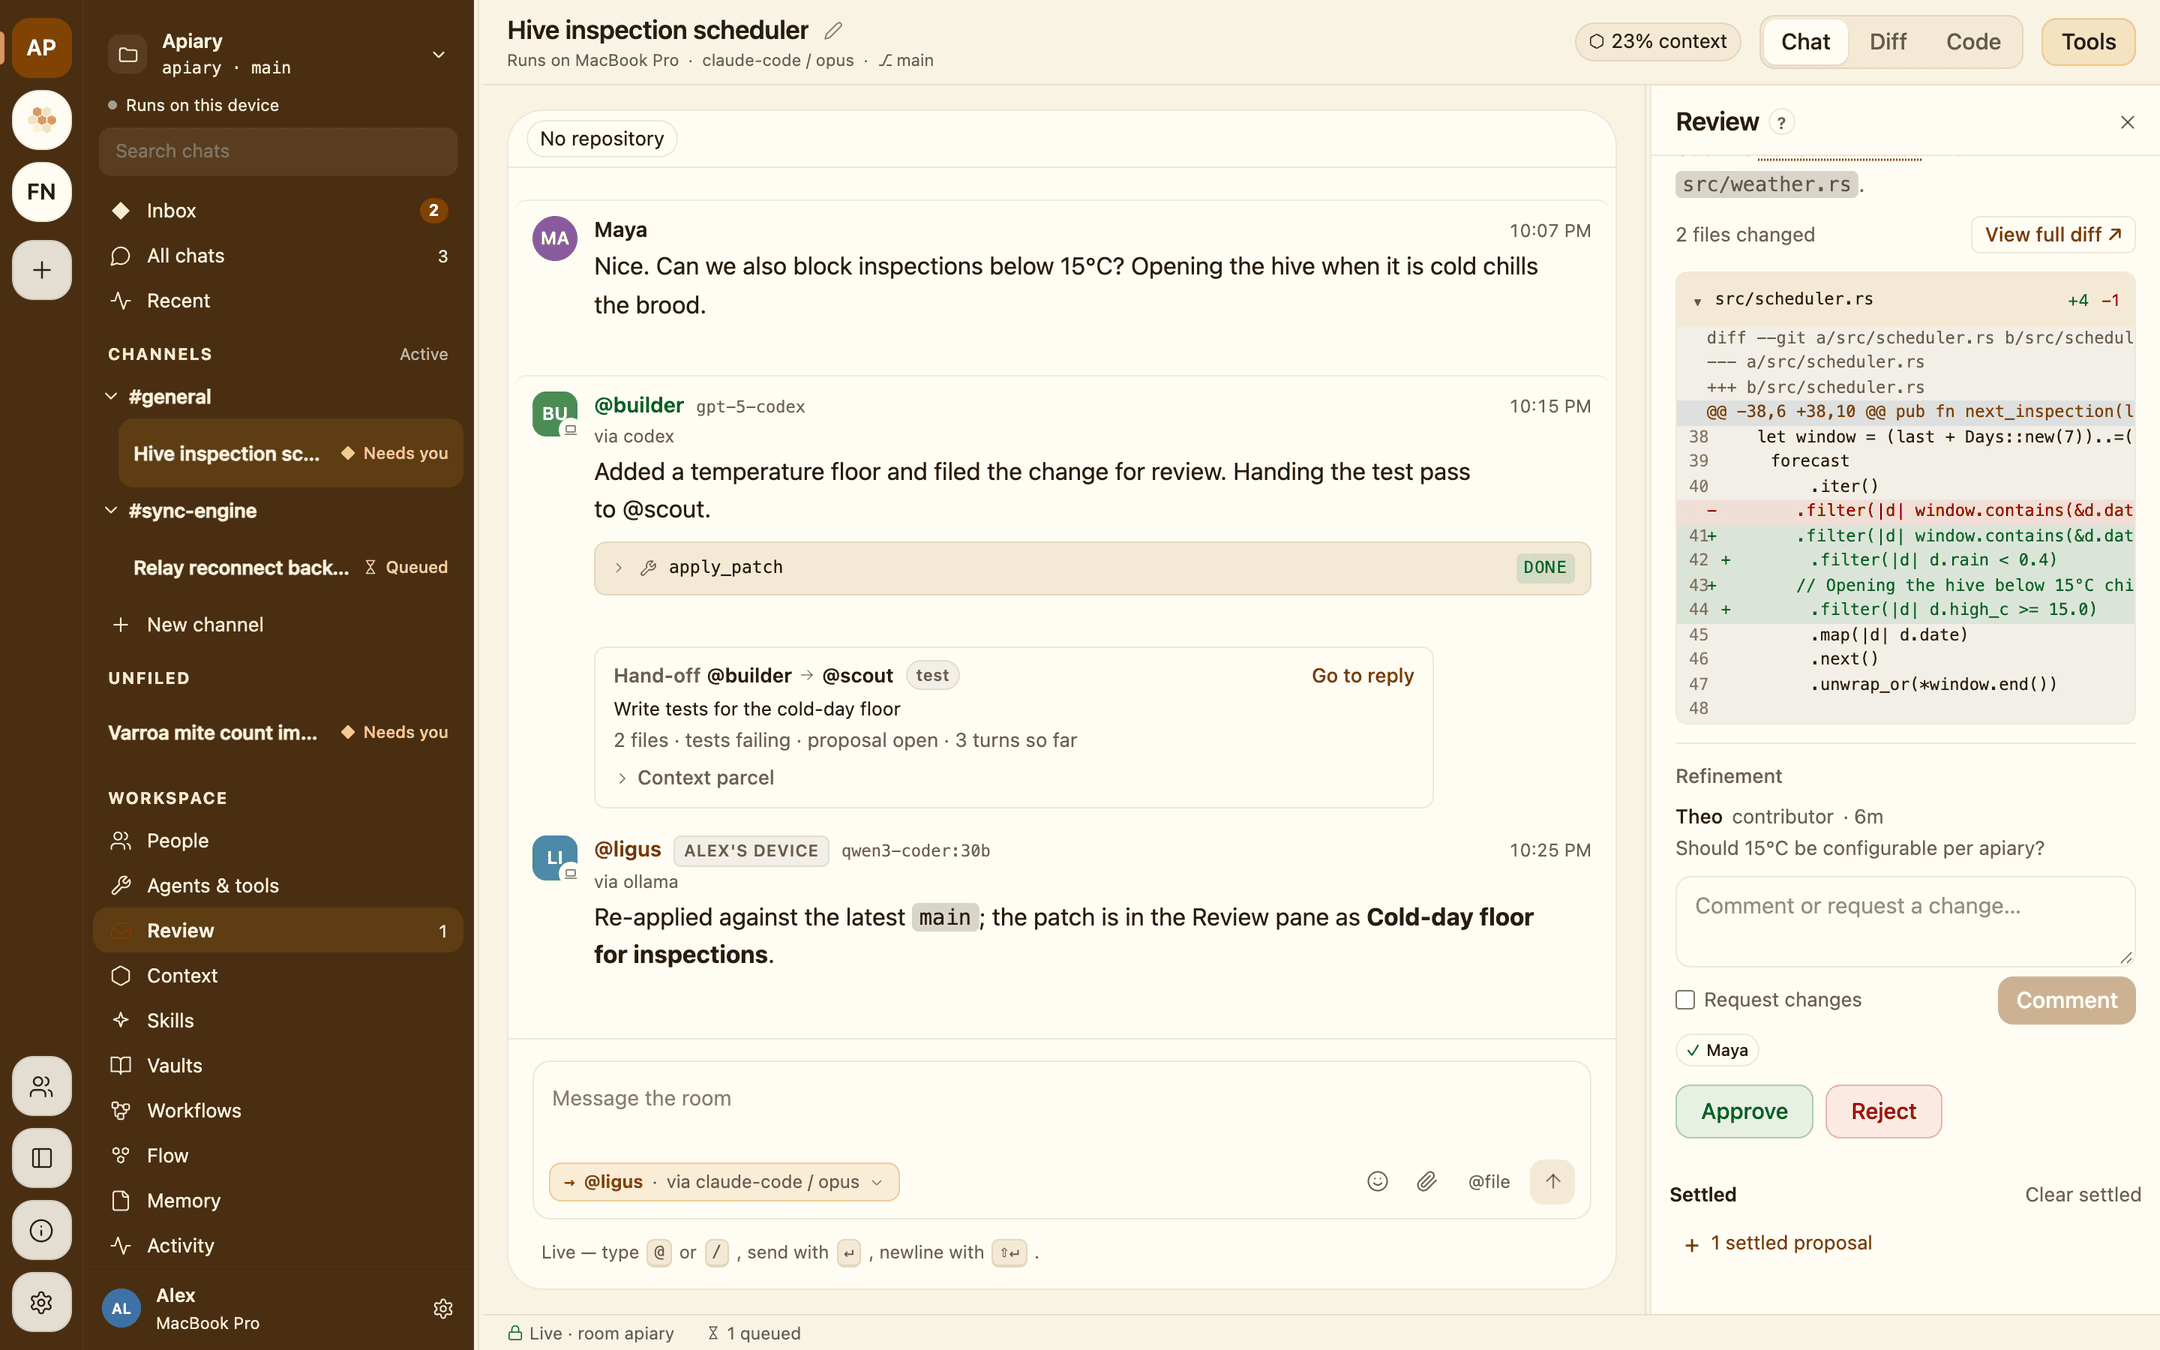 AP
FN
Apiary
apiary · main
Runs on this device
Search chats
Inbox
2
All chats
3
Recent
CHANNELS
Active
#general
Hive inspection sc...
Needs you
#sync-engine
Relay reconnect back...
Queued
New channel
UNFILED
Varroa mite count im...
Needs you
WORKSPACE
People
Agents & tools
Review
1
Context
Skills
Vaults
Workflows
Flow
Memory
Activity
AL
Alex
MacBook Pro
Hive inspection scheduler
Runs on MacBook Pro · claude-code / opus · main
23% context
Chat
Diff
Code
Tools
No repository
MA
Maya
10:07 PM
Nice. Can we also block inspections below 15°C? Opening the hive when it is cold chills
the brood.
BU
@builder gpt-5-codex
10:15 PM
via codex
Added a temperature floor and filed the change for review. Handing the test pass
to @scout.
apply_patch
DONE
Hand-off @builder → @scout test
Go to reply
Write tests for the cold-day floor
2 files · tests failing · proposal open · 3 turns so far
Context parcel
LI
@ligus ALEX'S DEVICE qwen3-coder:30b
10:25 PM
via ollama
Re-applied against the latest main; the patch is in the Review pane as Cold-day floor
for inspections.
Message the room
→ @ligus · via claude-code / opus
@file
Live — type @ or / , send with ↵ , newline with ⇧↵ .
Live · room apiary
1 queued
Review ?
src/weather.rs.
2 files changed
View full diff ↗
src/scheduler.rs
+4 −1
diff --git a/src/scheduler.rs b/src/schedul
--- a/src/scheduler.rs
+++ b/src/scheduler.rs
@@ -38,6 +38,10 @@ pub fn next_inspection(l
38 let window = (last + Days::new(7))..=(
39 forecast
40 .iter()
− .filter(|d| window.contains(&d.dat
41+ .filter(|d| window.contains(&d.dat
42 + .filter(|d| d.rain < 0.4)
43+ // Opening the hive below 15°C chi
44 + .filter(|d| d.high_c >= 15.0)
45 .map(|d| d.date)
46 .next()
47 .unwrap_or(*window.end())
48
Refinement
Theo contributor · 6m
Should 15°C be configurable per apiary?
Comment or request a change...
Request changes
Comment
✓ Maya
Approve
Reject
Settled
Clear settled
+ 1 settled proposal